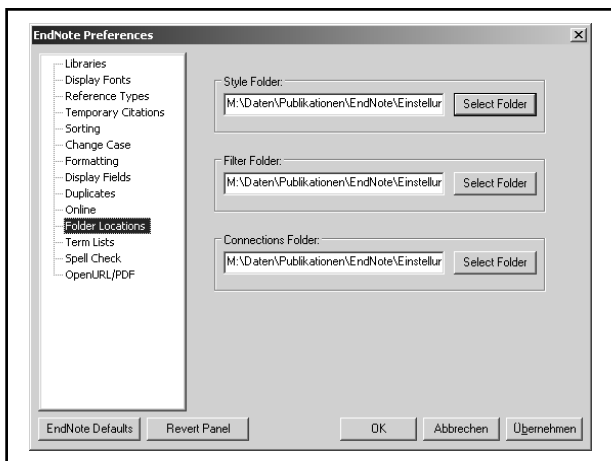 EndNote Preferences
Libraries
Display Fonts
Reference Types
Temporary Citations
Sorting
Change Case
Formatting
Display Fields
Duplicates
Online
Folder Locations
Term Lists
Spell Check
OpenURL/PDF
Style Folder:
M:\Daten\Publikationen\EndNote\Einstellur
Select Folder
Filter Folder:
M:\Daten\Publikationen\EndNote\Einstellur
Select Folder
Connections Folder:
M:\Daten\Publikationen\EndNote\Einstellur
Select Folder
EndNote Defaults
Revert Panel
OK
Abbrechen
Übernehmen